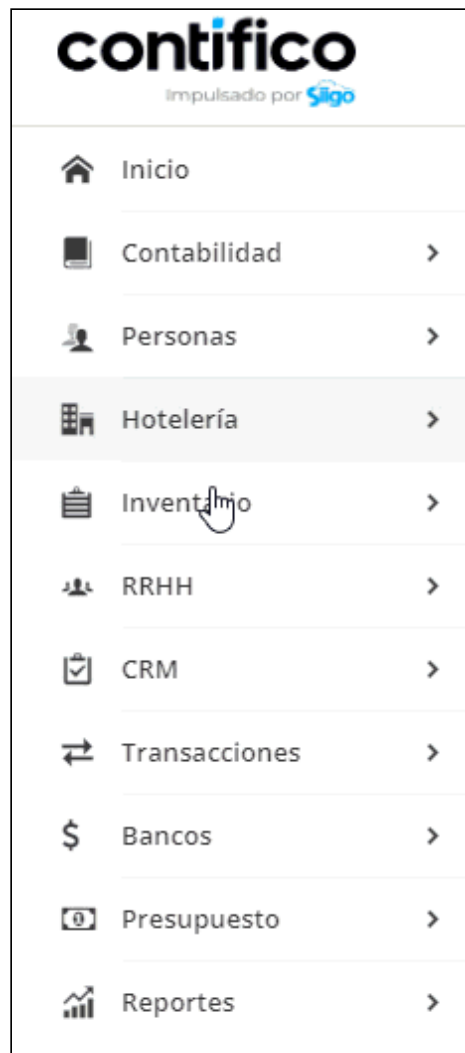 contifico
Impulsado por Siigo
Inicio
Contabilidad
Personas
Hotelería
Inventario
RRHH
CRM
Transacciones
Bancos
Presupuesto
Reportes